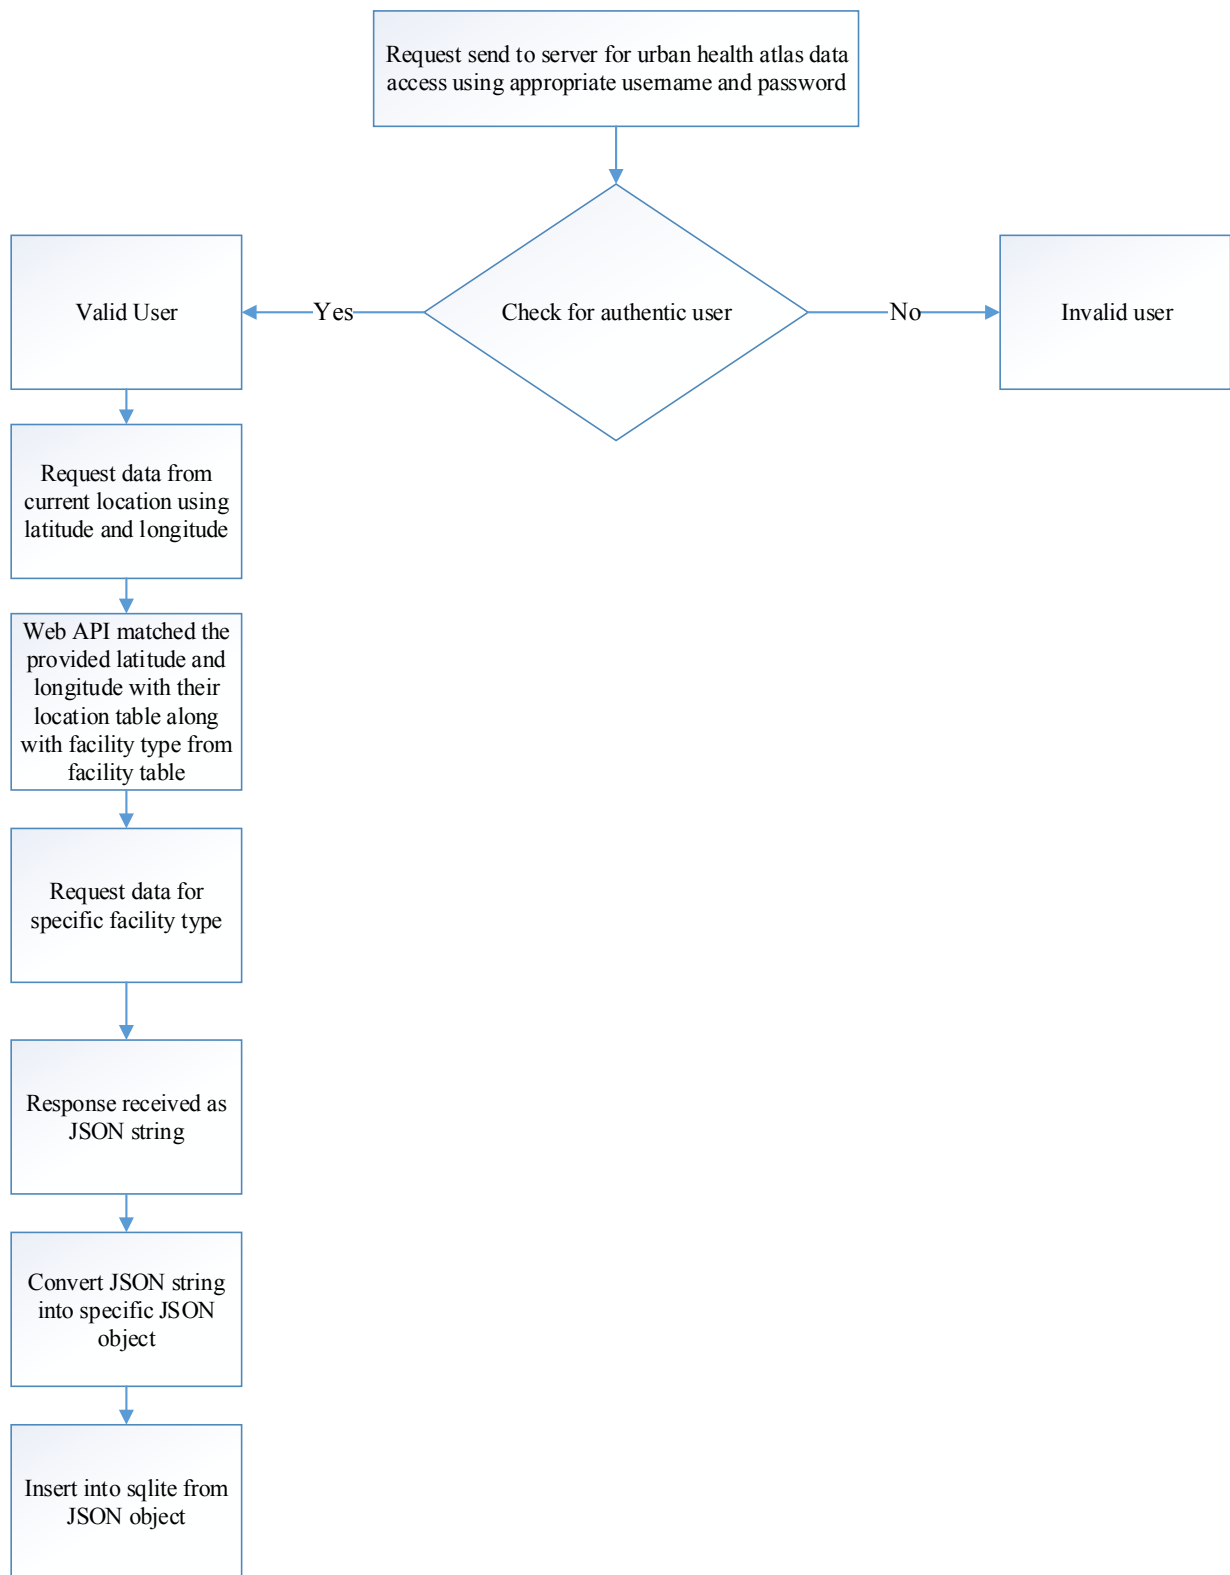 Request send to server for urban health atlas data
access using appropriate username and password
Valid User
Yes
Check for authentic user
No
Invalid user
Request data from
current location using
latitude and longitude
Web API matched the
provided latitude and
longitude with their
location table along
with facility type from
facility table
Request data for
specific facility type
Response received as
JSON string
Convert JSON string
into specific JSON
object
Insert into sqlite from
JSON object